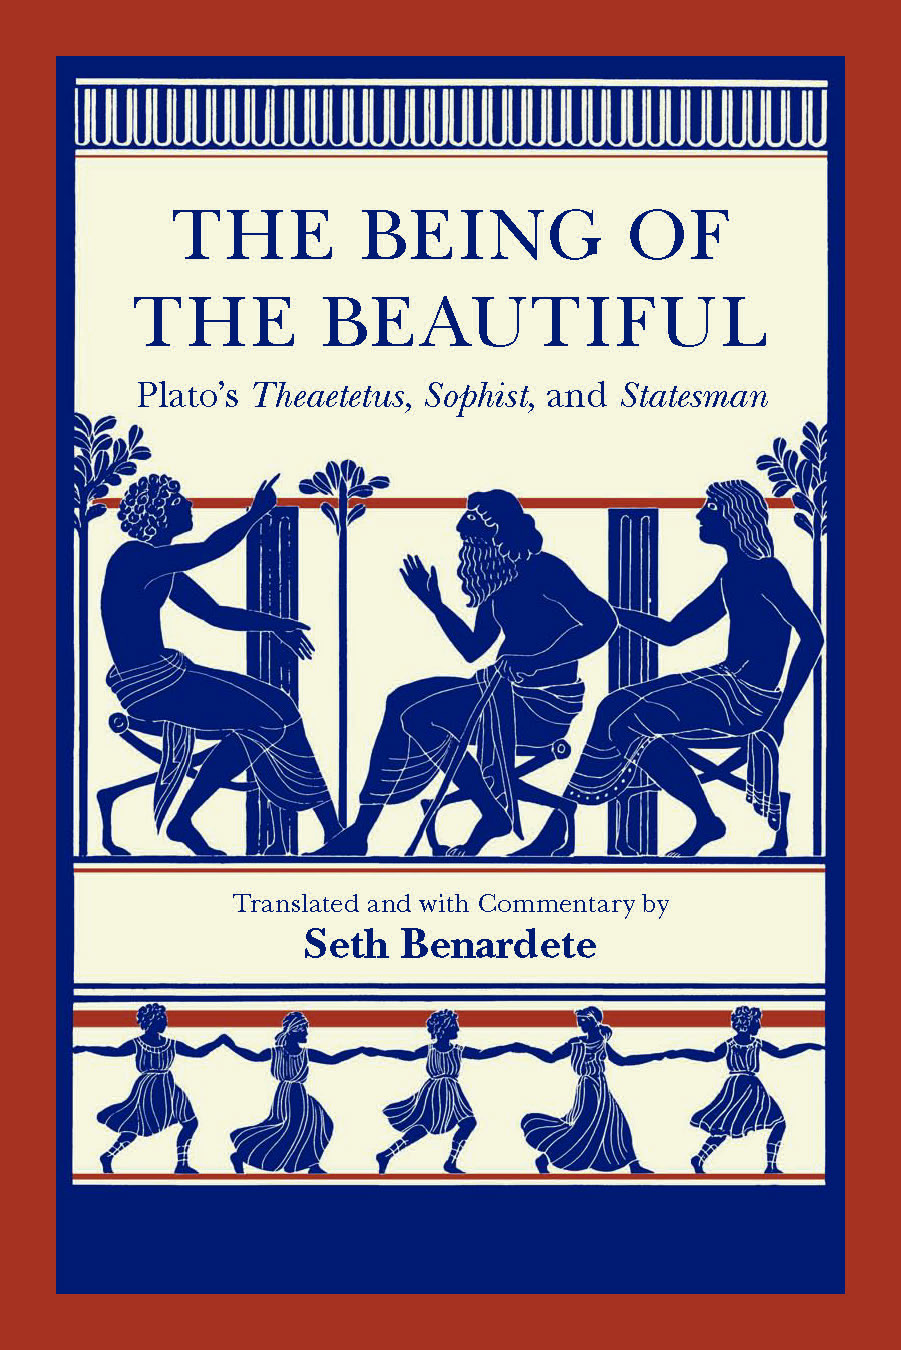 THE BEING OF
THE BEAUTIFUL
Plato’s Theaetetus, Sophist, and Statesman
Translated and with Commentary by
Seth Benardete